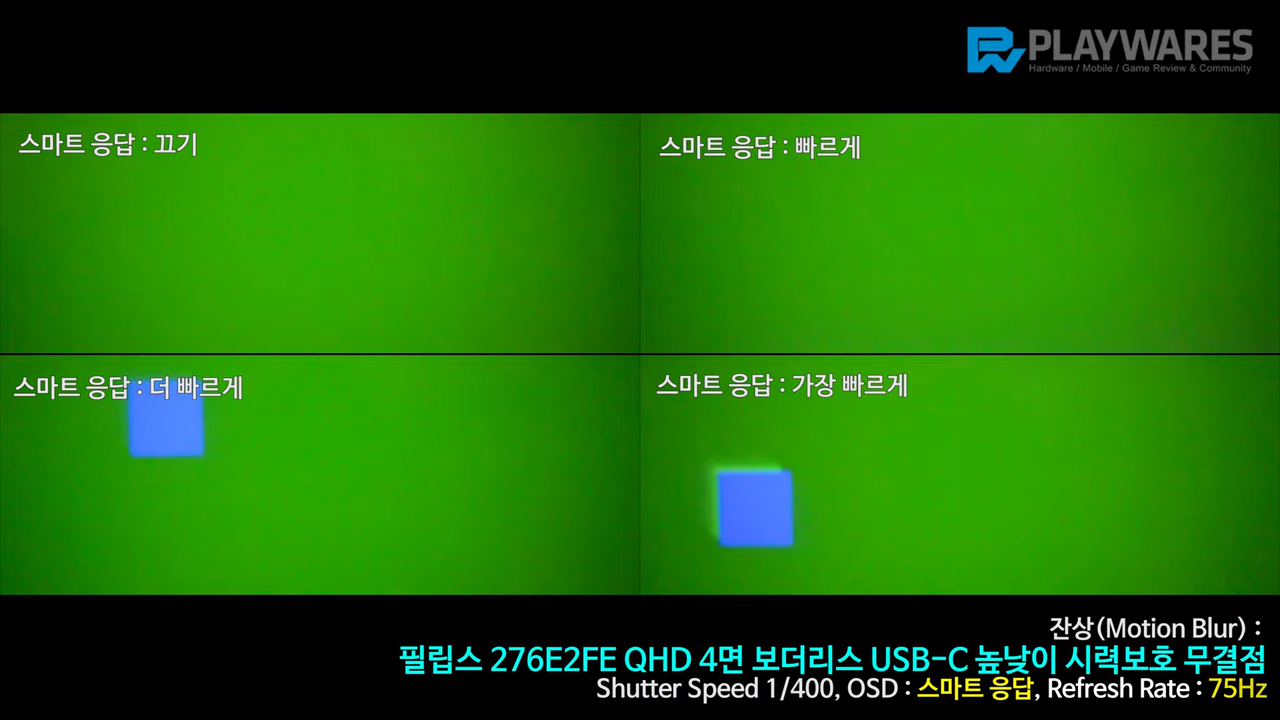 PLAYWARES
Hardware / Mobile / Game Review & Community
스마트 응답 : 끄기
스마트 응답 : 빠르게
스마트 응답 : 더 빠르게
스마트 응답 : 가장 빠르게
잔상(Motion Blur) :
필립스 276E2FE QHD 4면 보더리스 USB-C 높낮이 시력보호 무결점
Shutter Speed 1/400, OSD : 스마트 응답, Refresh Rate : 75Hz